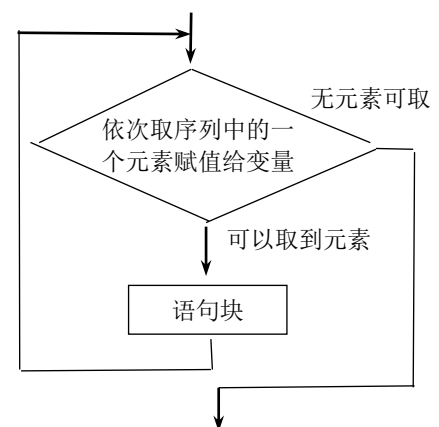 无元素可取
依次取序列中的一
个元素赋值给变量
可以取到元素
语句块